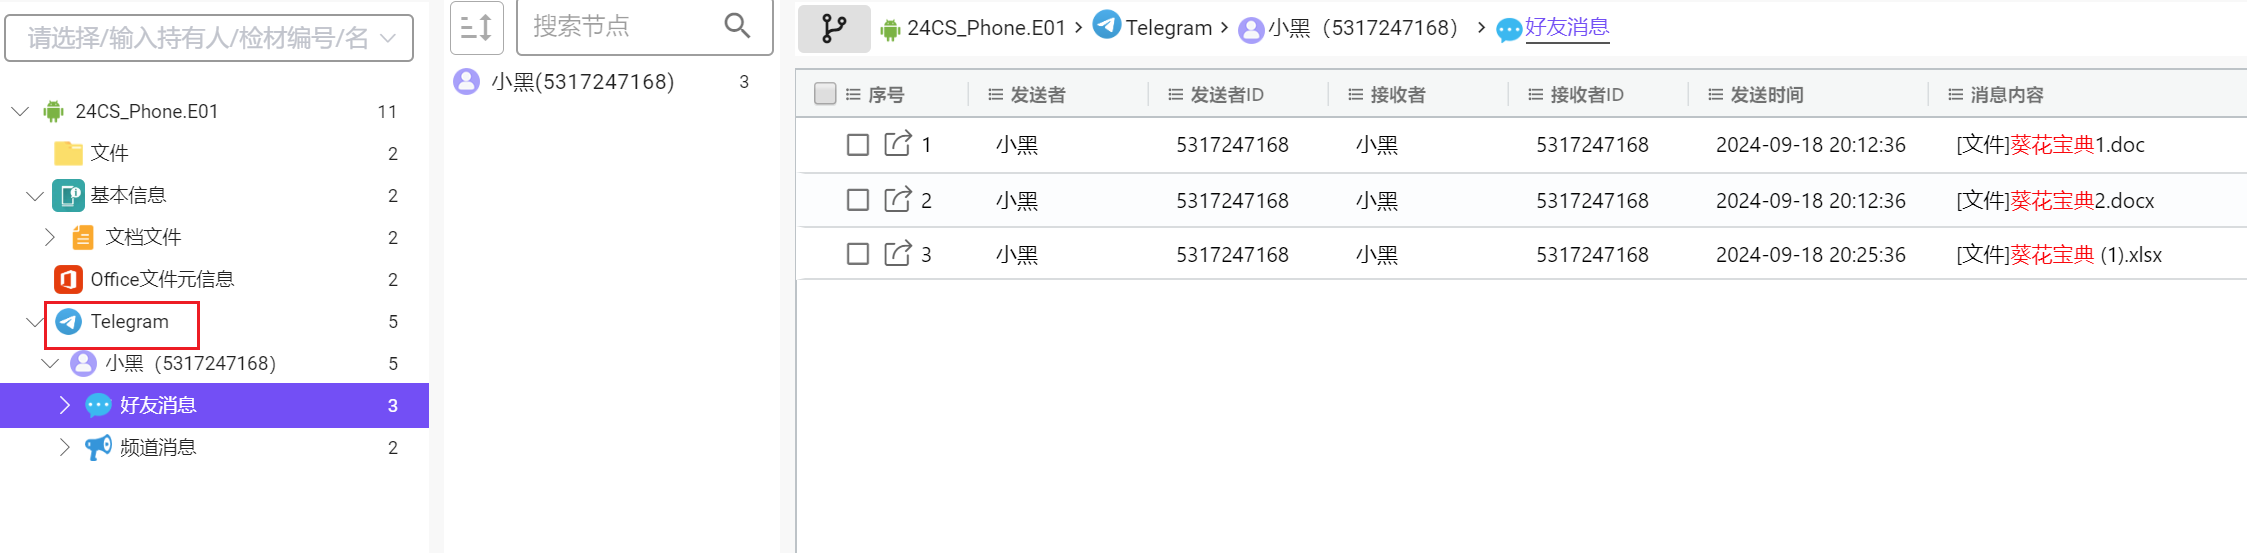 请选择/输入持有人/检材编号/名
24CS_Phone.E01 11
文件 2
基本信息 2
文档文件 2
Office文件元信息 2
Telegram 5
小黑（5317247168） 5
好友消息 3
频道消息 2
搜索节点
小黑(5317247168) 3
24CS_Phone.E01 > Telegram > 小黑（5317247168） > 好友消息
序号 发送者 发送者ID 接收者 接收者ID 发送时间 消息内容
1 小黑 5317247168 小黑 5317247168 2024-09-18 20:12:36 [文件]葵花宝典1.doc
2 小黑 5317247168 小黑 5317247168 2024-09-18 20:12:36 [文件]葵花宝典2.docx
3 小黑 5317247168 小黑 5317247168 2024-09-18 20:25:36 [文件]葵花宝典 (1).xlsx